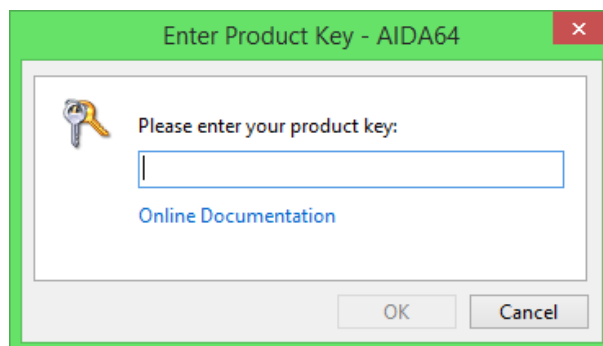 Enter Product Key - AIDA64
Please enter your product key:
Online Documentation
OK Cancel